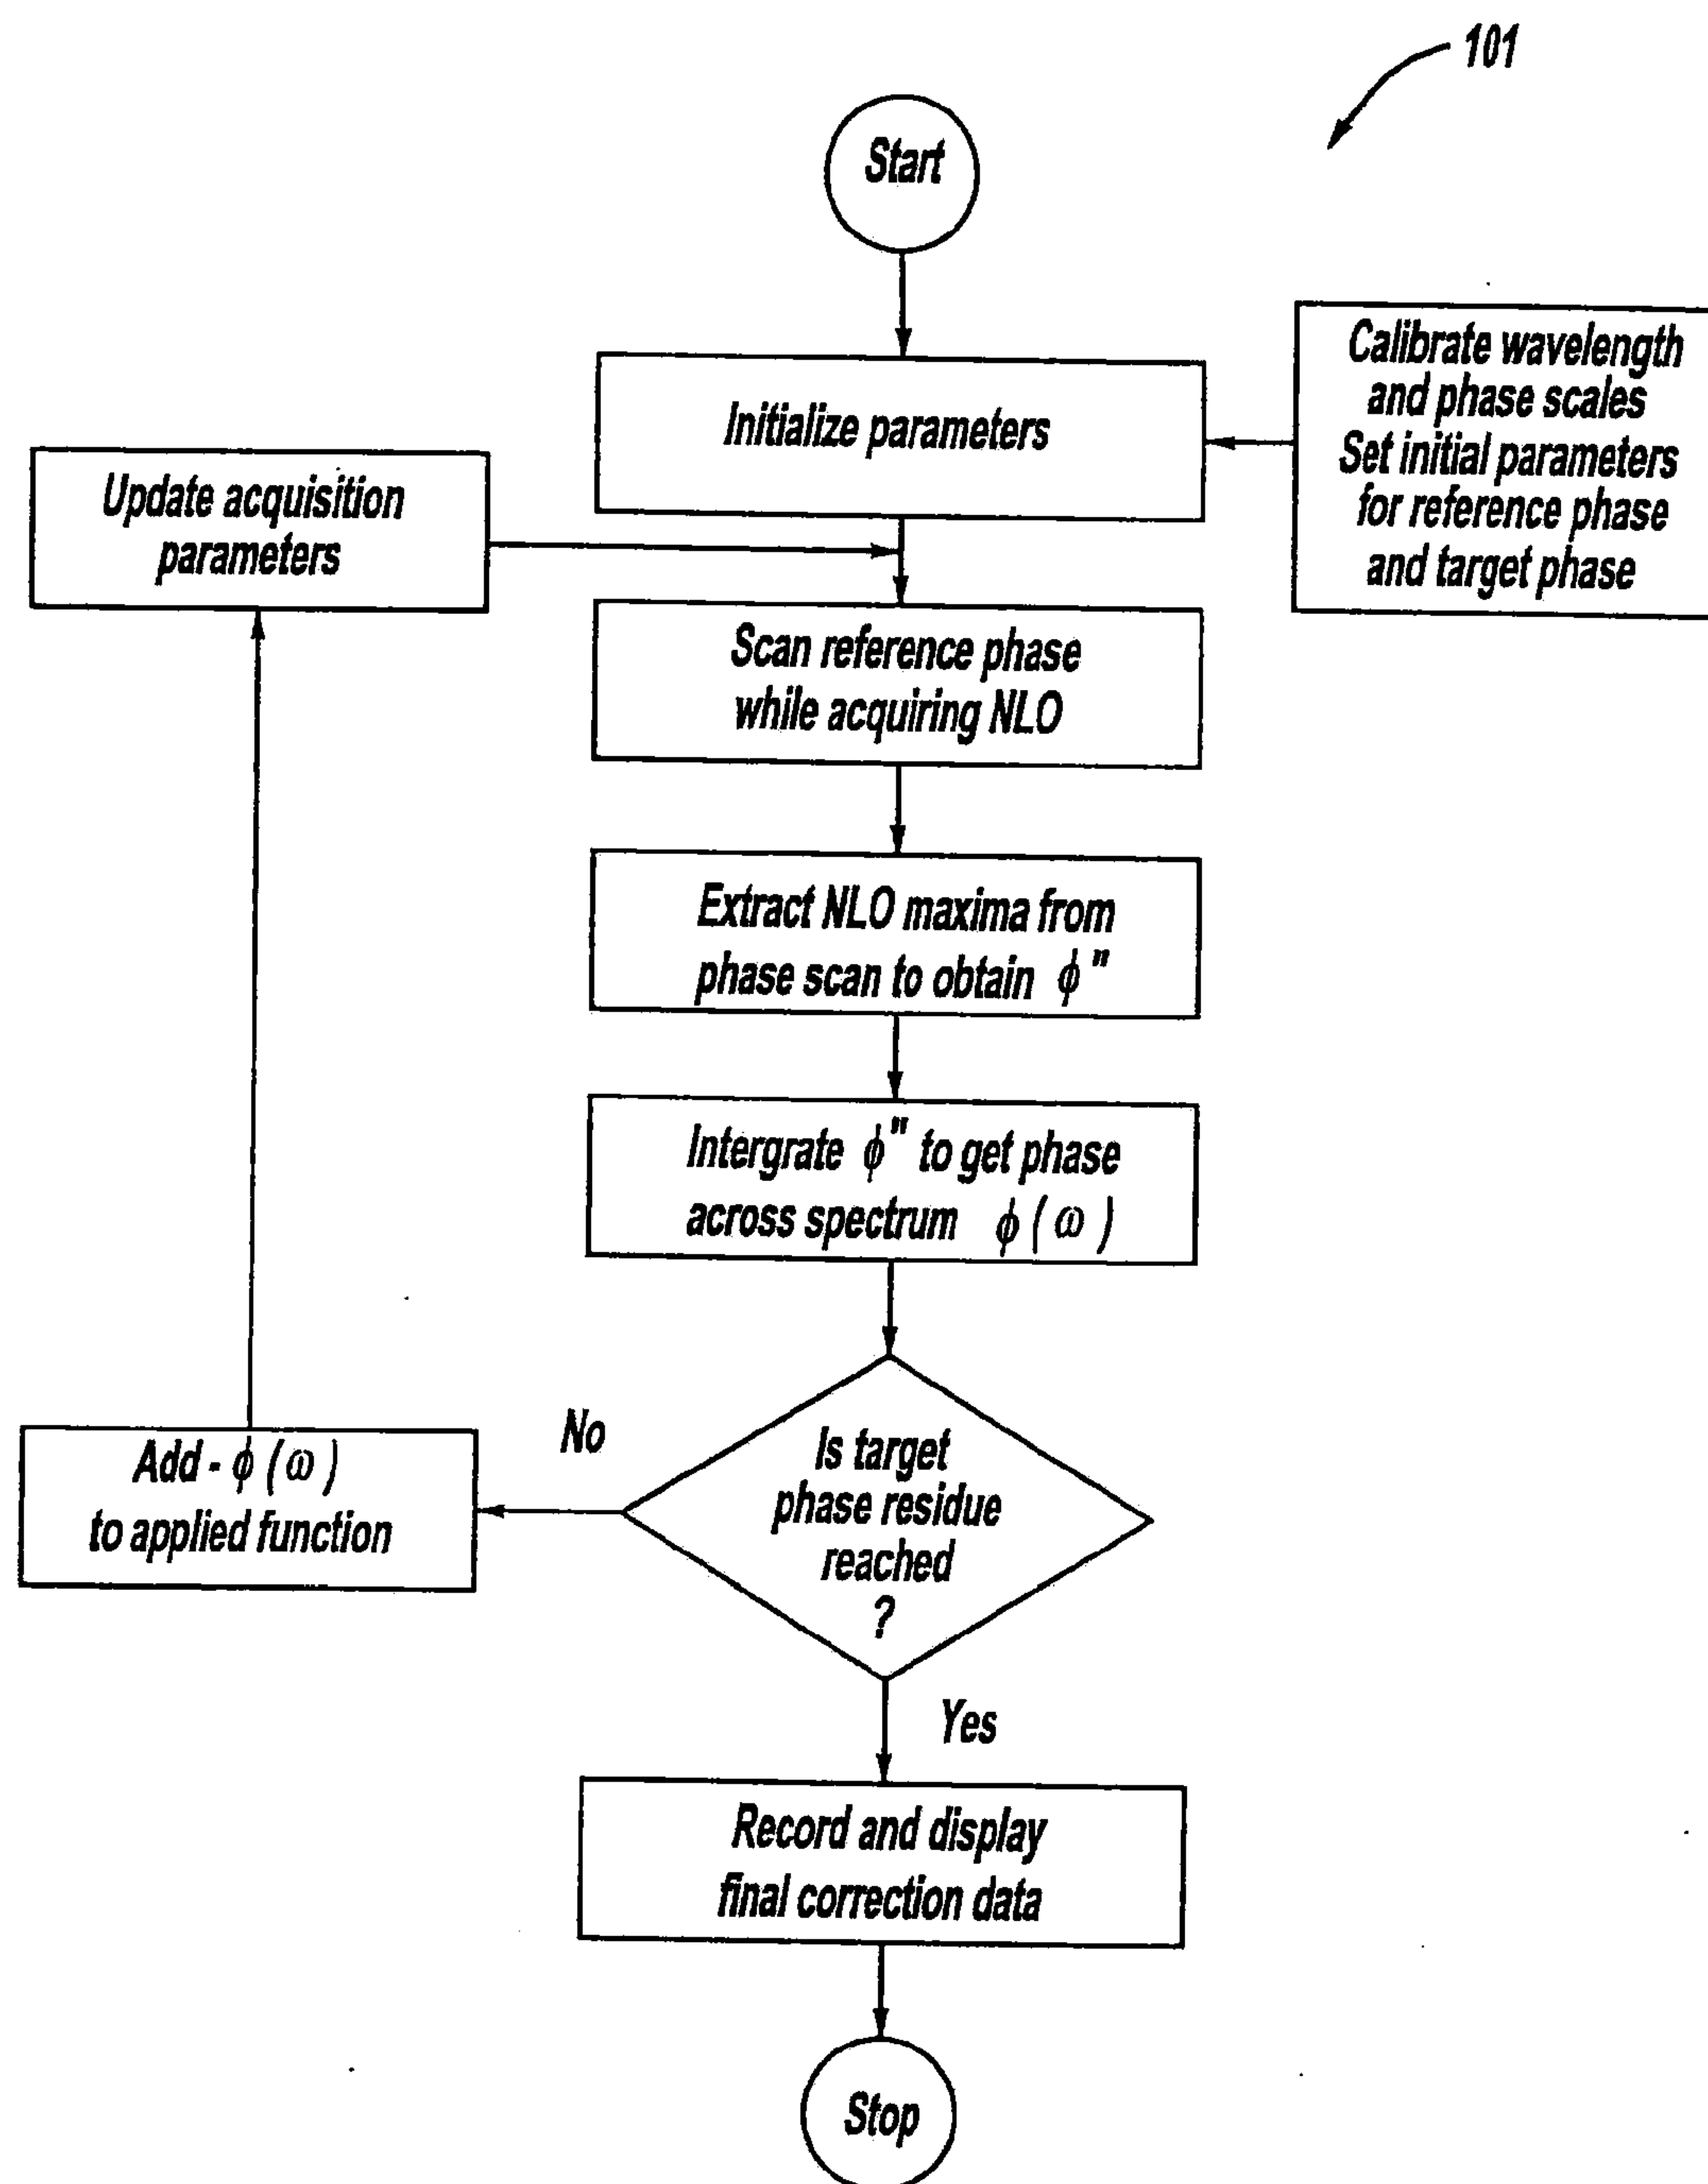 101
Start
Initialize parameters
Calibrate wavelength
and phase scales
Set initial parameters
for reference phase
and target phase
Update acquisition
parameters
Scan reference phase
while acquiring NLO
Extract NLO maxima from
phase scan to obtain ϕ"
Intergrate ϕ" to get phase
across spectrum ϕ(ω)
Is target
phase residue
reached
?
No
Add - ϕ(ω)
to applied function
Yes
Record and display
final correction data
Stop